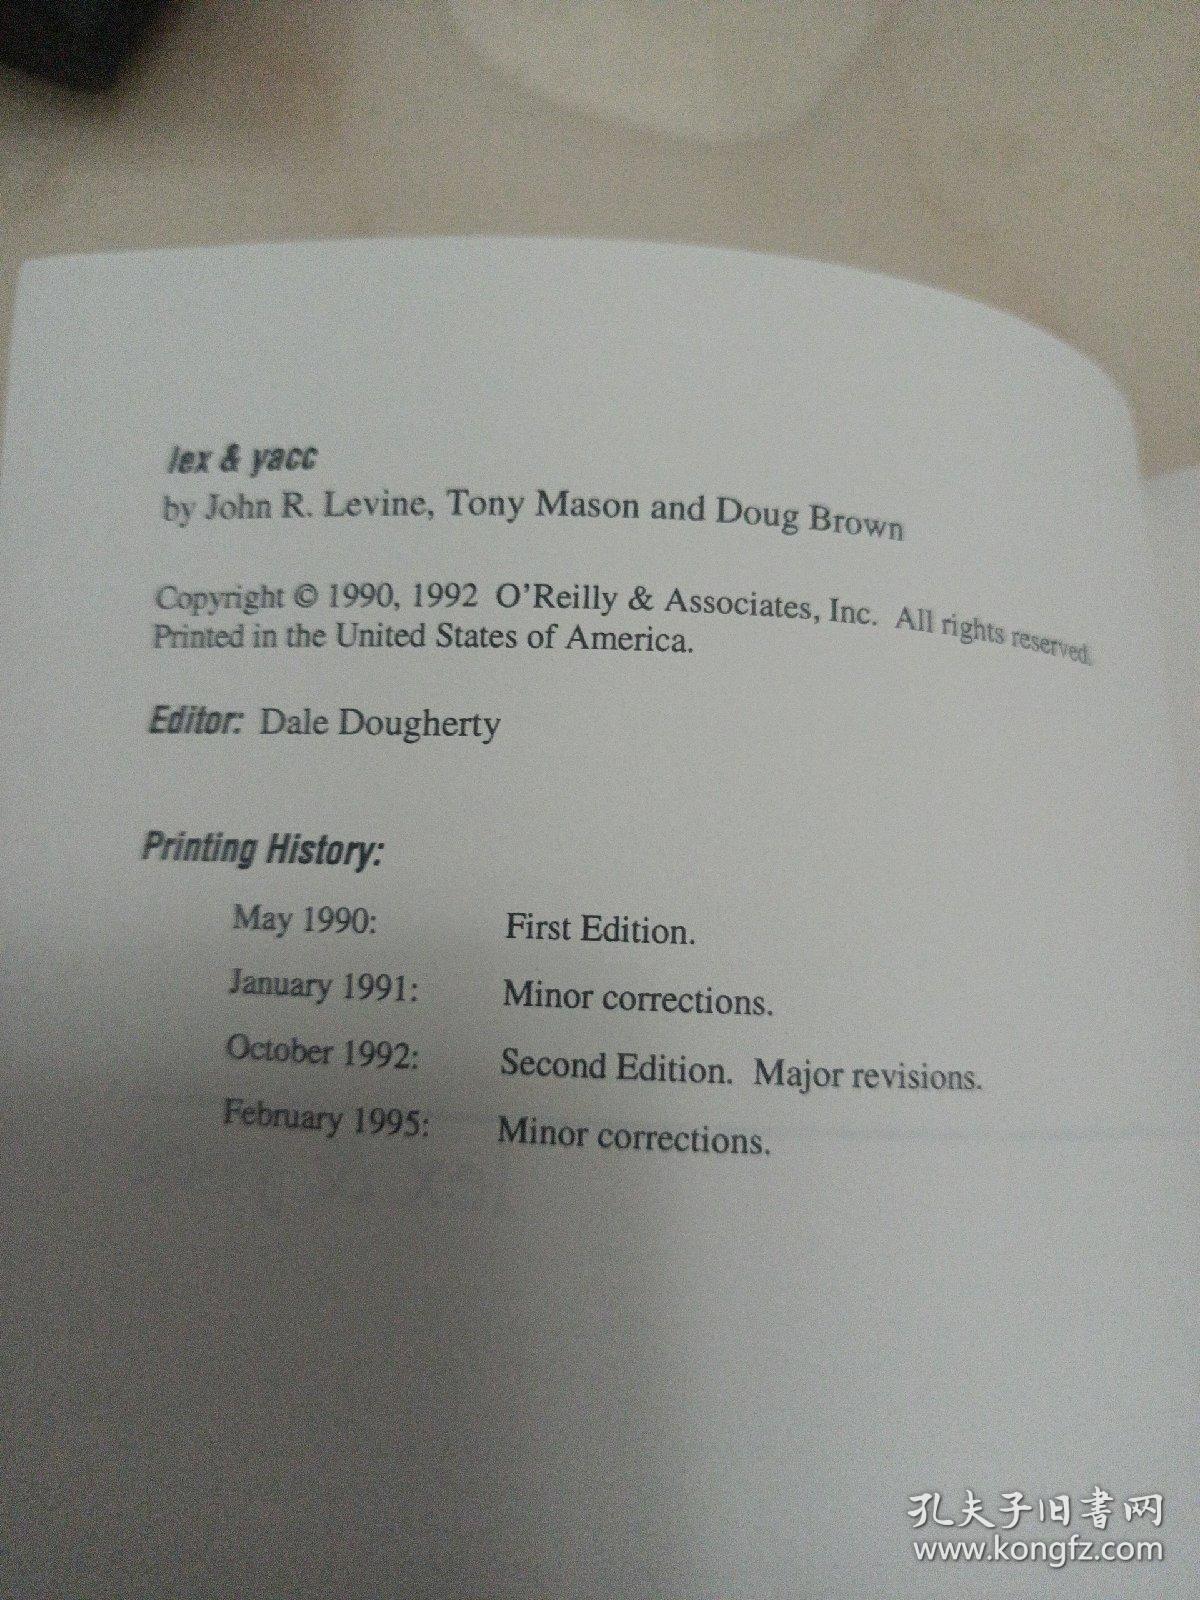 lex & yacc
by John R. Levine, Tony Mason and Doug Brown
Copyright © 1990, 1992 O'Reilly & Associates, Inc. All rights reserved.
Printed in the United States of America.
Editor: Dale Dougherty
Printing History:
May 1990: First Edition.
January 1991: Minor corrections.
October 1992: Second Edition. Major revisions.
February 1995: Minor corrections.
孔夫子旧书网
www.kongfz.com